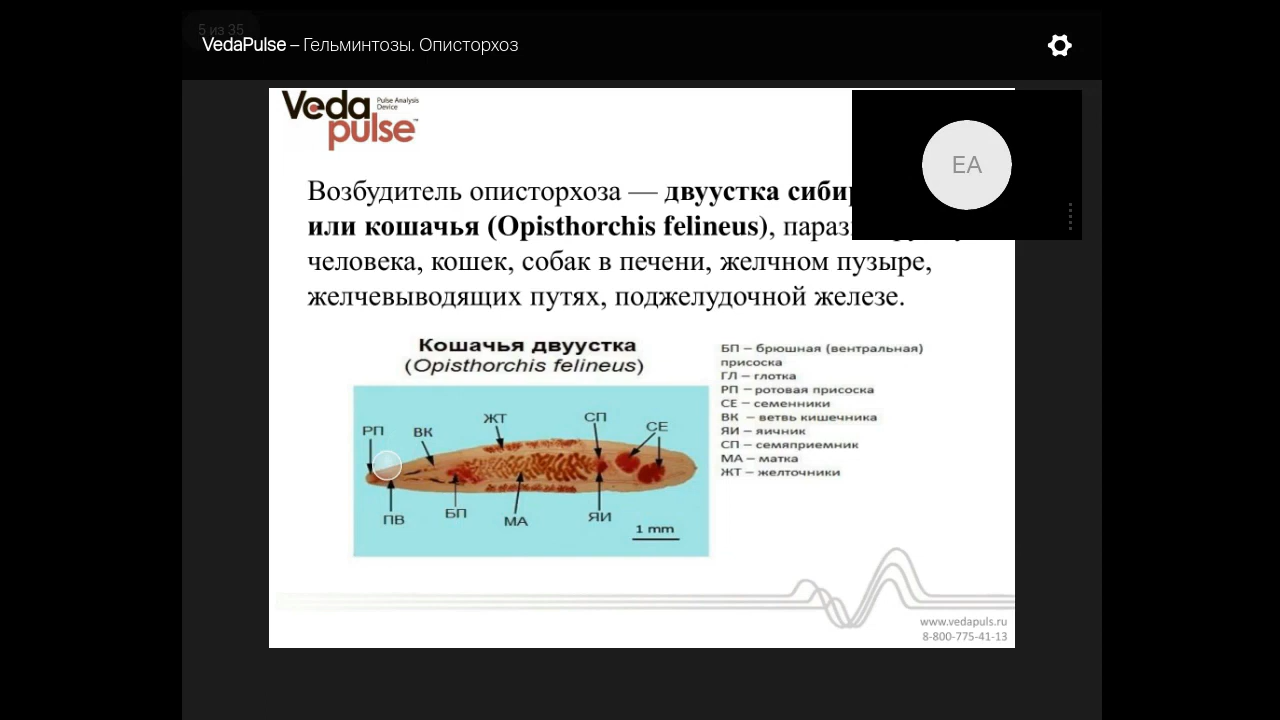 5 из 35
VedaPulse – Гельминтозы. Описторхоз
Veda
Pulse Analysis
Device
pulse™
EA
Возбудитель описторхоза — двуустка
или кошачья (Opisthorchis felineus),
человека, кошек, собак в печени, желчном пузыре,
желчевыводящих путях, поджелудочной железе.
Кошачья двуустка
(Opisthorchis felineus)
РП
ВК
ЖТ
СП
СЕ
ПВ
БП
МА
ЯИ
1 mm
БП – брюшная (вентральная)
присоска
ГЛ – глотка
РП – ротовая присоска
СЕ – семенники
ВК – ветвь кишечника
ЯИ – яичник
СП – семяприемник
МА – матка
ЖТ – желточники
www.vedapuls.ru
8-800-775-41-13